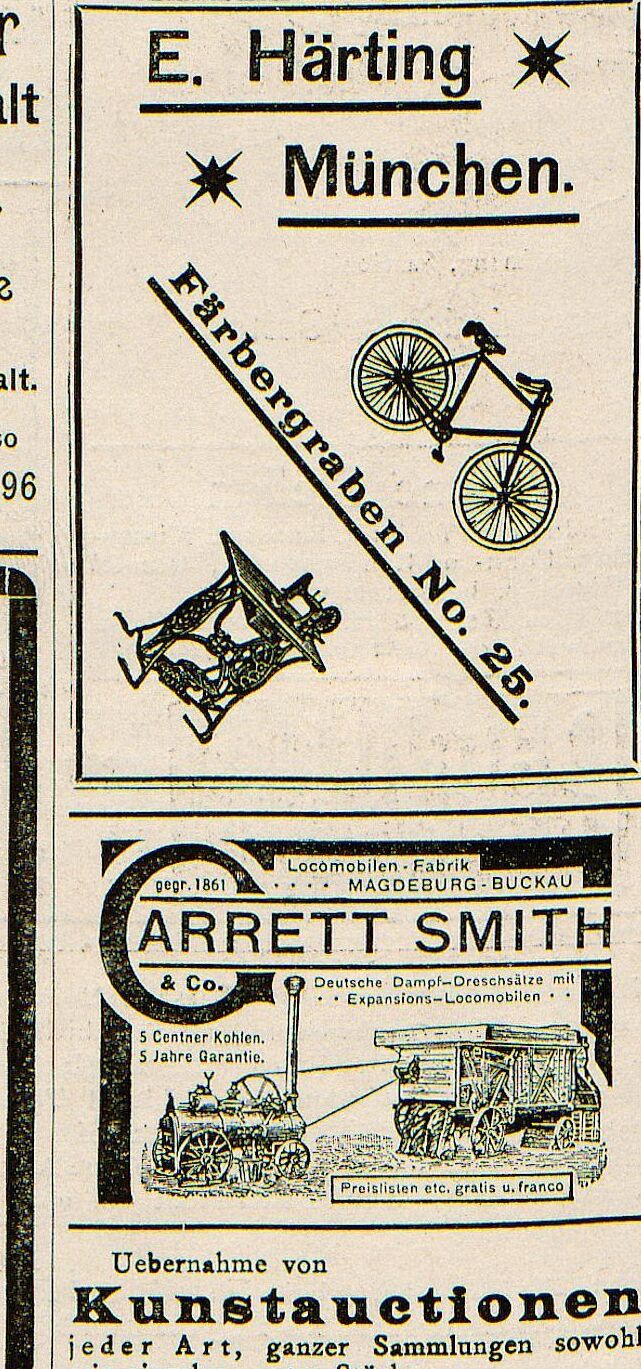 alt
alt.
so
96
E. Härting
München.
Färbergraben No. 25.
Locomobilen-Fabrik
gegr. 1861 .... MAGDEBURG-BUCKAU
GARRETT SMITH
& Co.
Deutsche Dampf-Dreschsätze mit
Expansions-Locomobilen
5 Centner Kohlen.
5 Jahre Garantie.
Preislisten etc. gratis u. franco
Uebernahme von
Kunstauctionen
jeder Art, ganzer Sammlungen sowohl